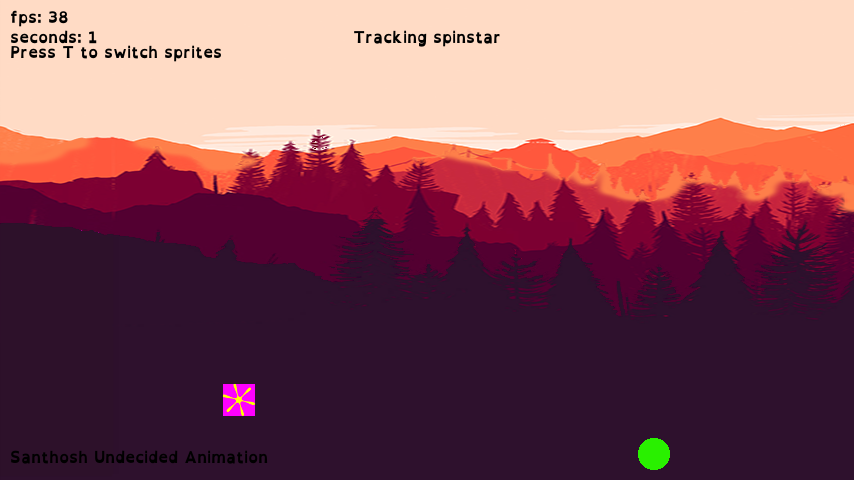 fps: 38
seconds: 1
Press T to switch sprites
Tracking spinstar
Santhosh Undecided Animation